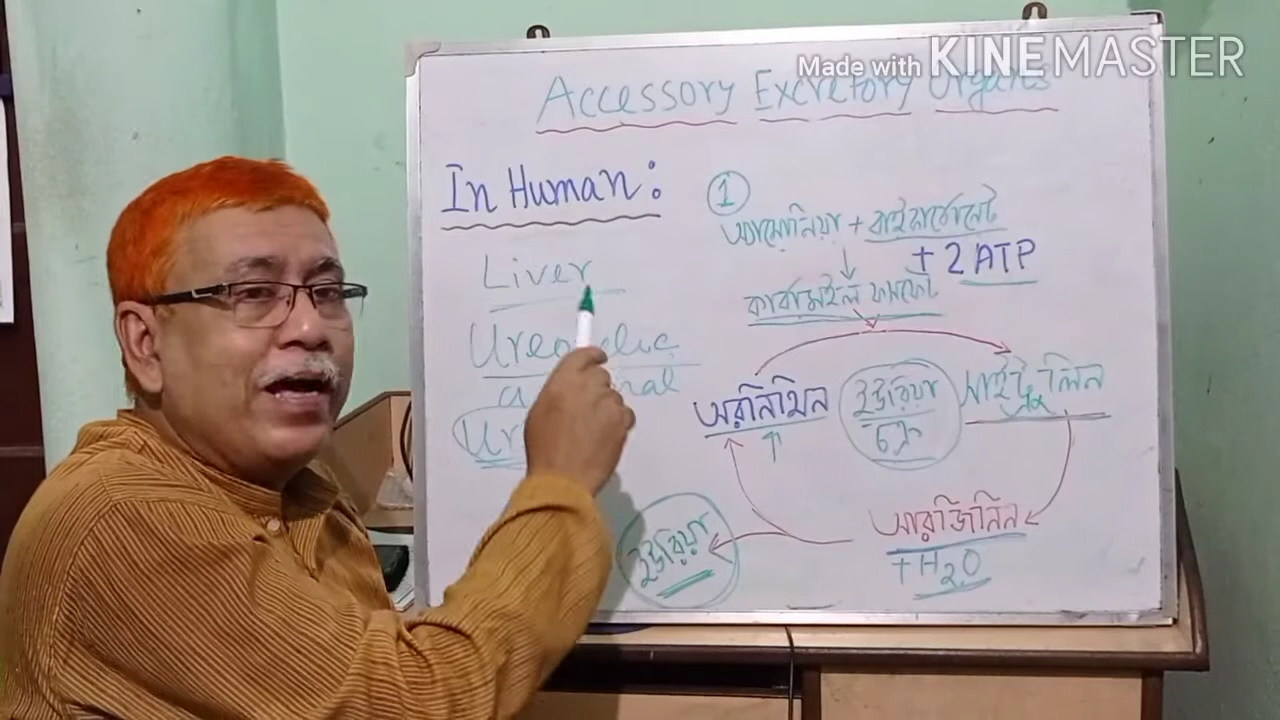 Made with KINEMASTER
Accessory Excretory Organs
In Human:
Liver
1
অ্যামোনিয়া + বাইকার্বোনেট
+ 2 ATP
কার্বামাইল ফসফেট
অরনিথিন
ইউরিয়া
চক্র
সাইট্রুলিন
আরজিনিন
+ H₂O
ইউরিয়া